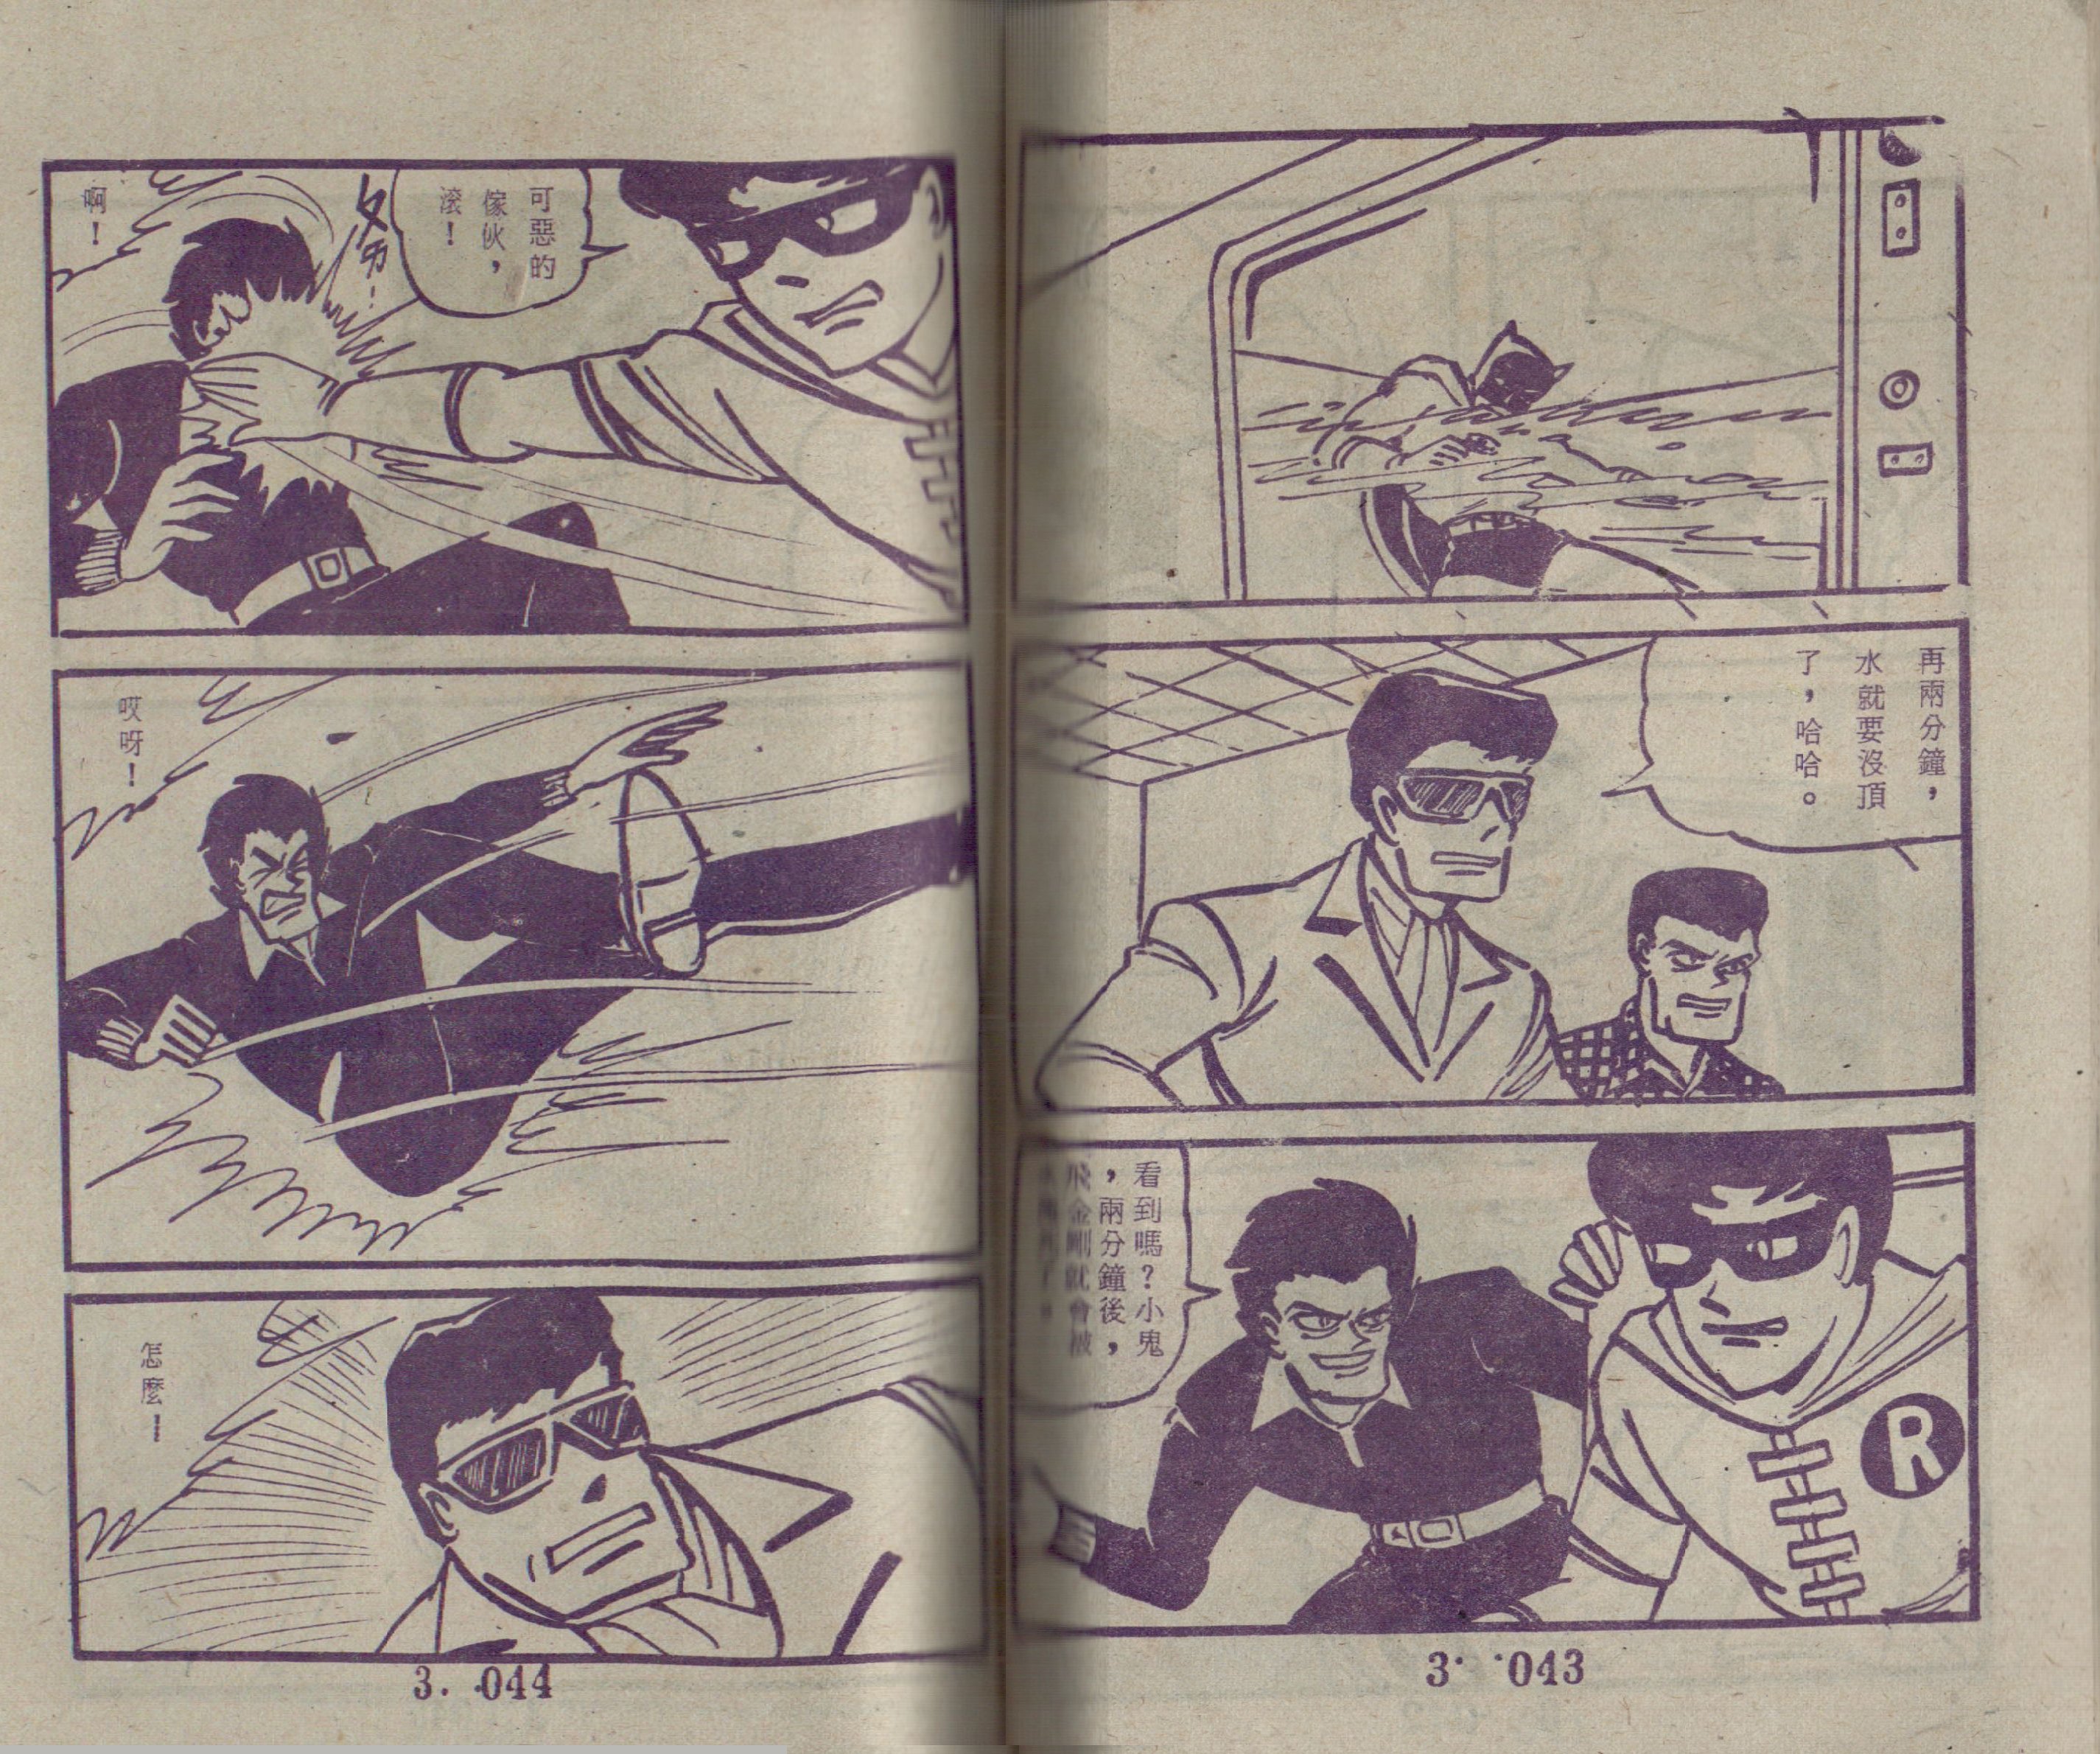 再兩分鐘，
水就要沒頂
了，哈哈。
看到嗎？小鬼
，兩分鐘後，
飛金剛就會被
了。
R
3. 043
可惡的
傢伙，
滾！
啊！
哎呀！
怎麼！
3. 044